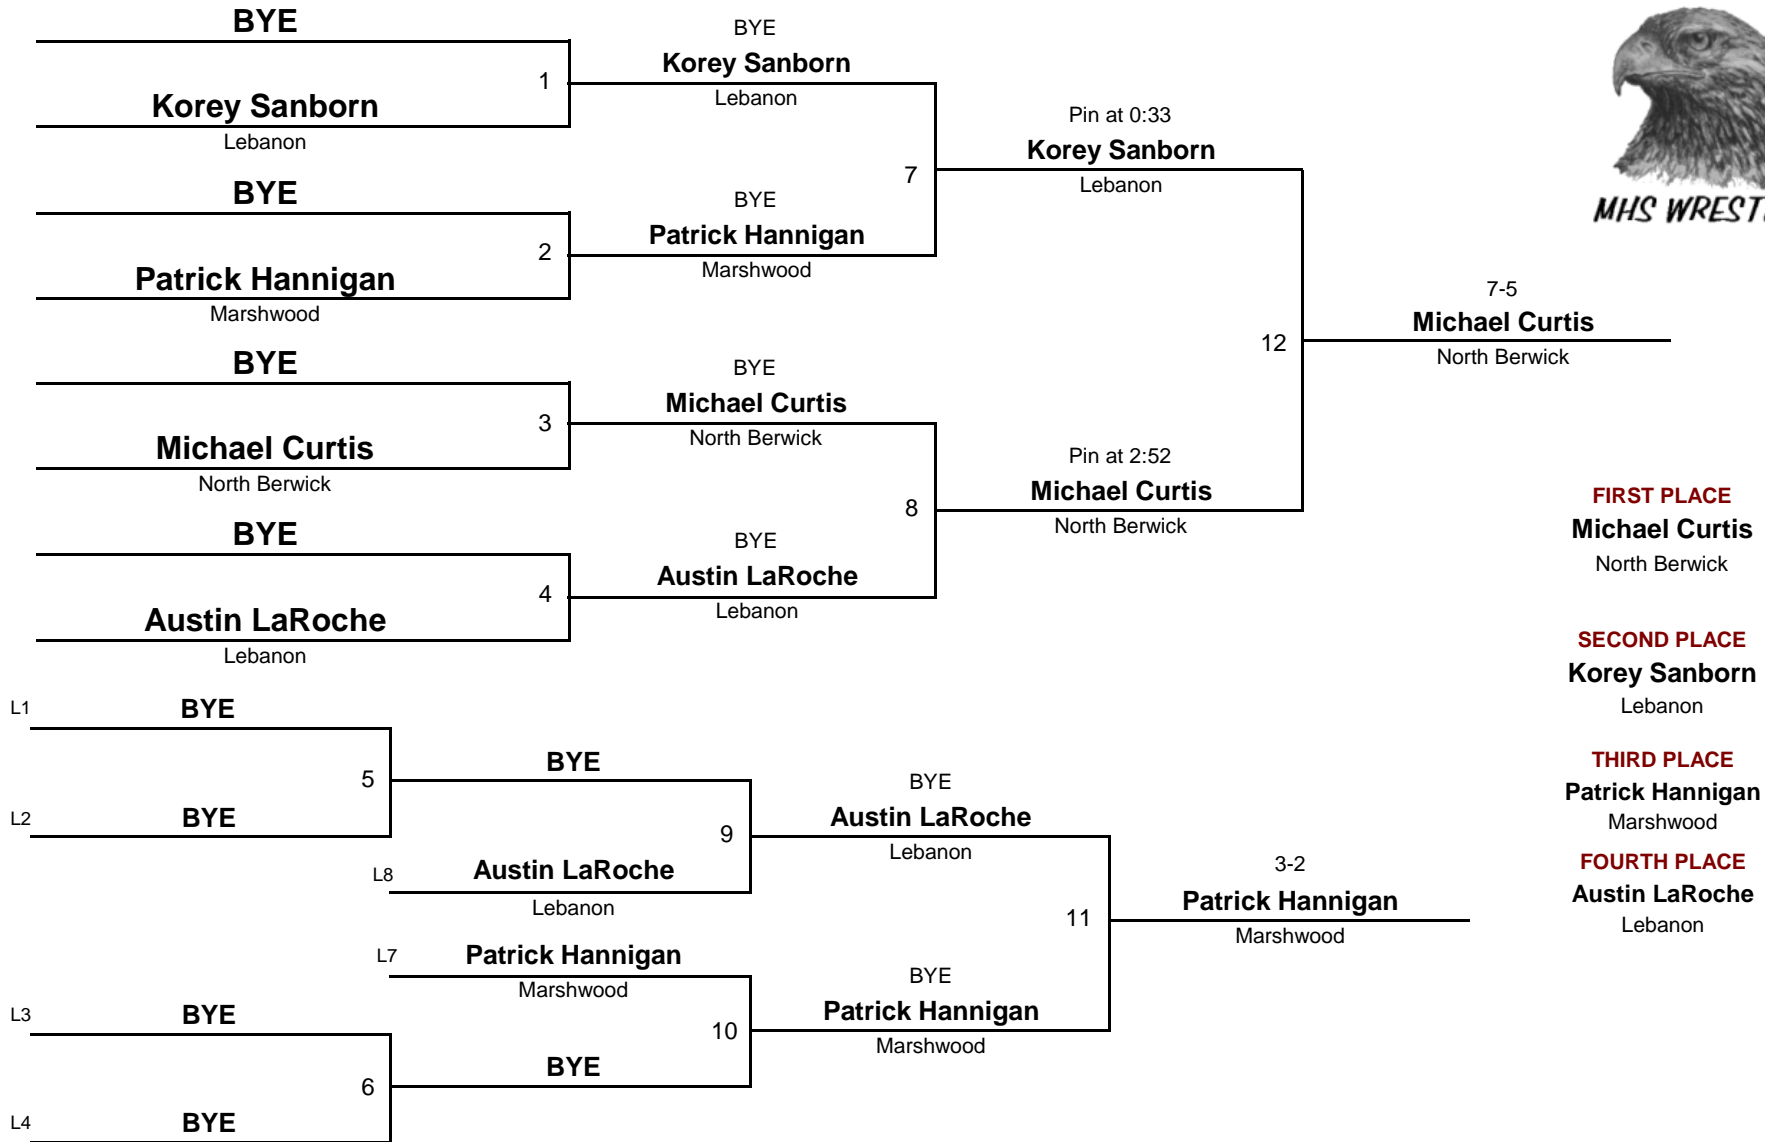 BYE
1
Korey Sanborn
Lebanon
BYE
2
Patrick Hannigan
Marshwood
BYE
3
Michael Curtis
North Berwick
BYE
4
Austin LaRoche
Lebanon
BYE
Korey Sanborn
Lebanon
7
BYE
Patrick Hannigan
Marshwood
BYE
Michael Curtis
North Berwick
8
BYE
Austin LaRoche
Lebanon
Pin at 0:33
Korey Sanborn
Lebanon
12
Pin at 2:52
Michael Curtis
North Berwick
7-5
Michael Curtis
North Berwick
MHS
FIRST PLACE
Michael Curtis
North Berwick
SECOND PLACE
Korey Sanborn
Lebanon
THIRD PLACE
Patrick Hannigan
Marshwood
FOURTH PLACE
Austin LaRoche
Lebanon
L1
BYE
5
L2
BYE
BYE
9
L8
Austin LaRoche
Lebanon
L7
Patrick Hannigan
Marshwood
10
L3
BYE
6
BYE
L4
BYE
BYE
Austin LaRoche
Lebanon
11
BYE
Patrick Hannigan
Marshwood
3-2
Patrick Hannigan
Marshwood